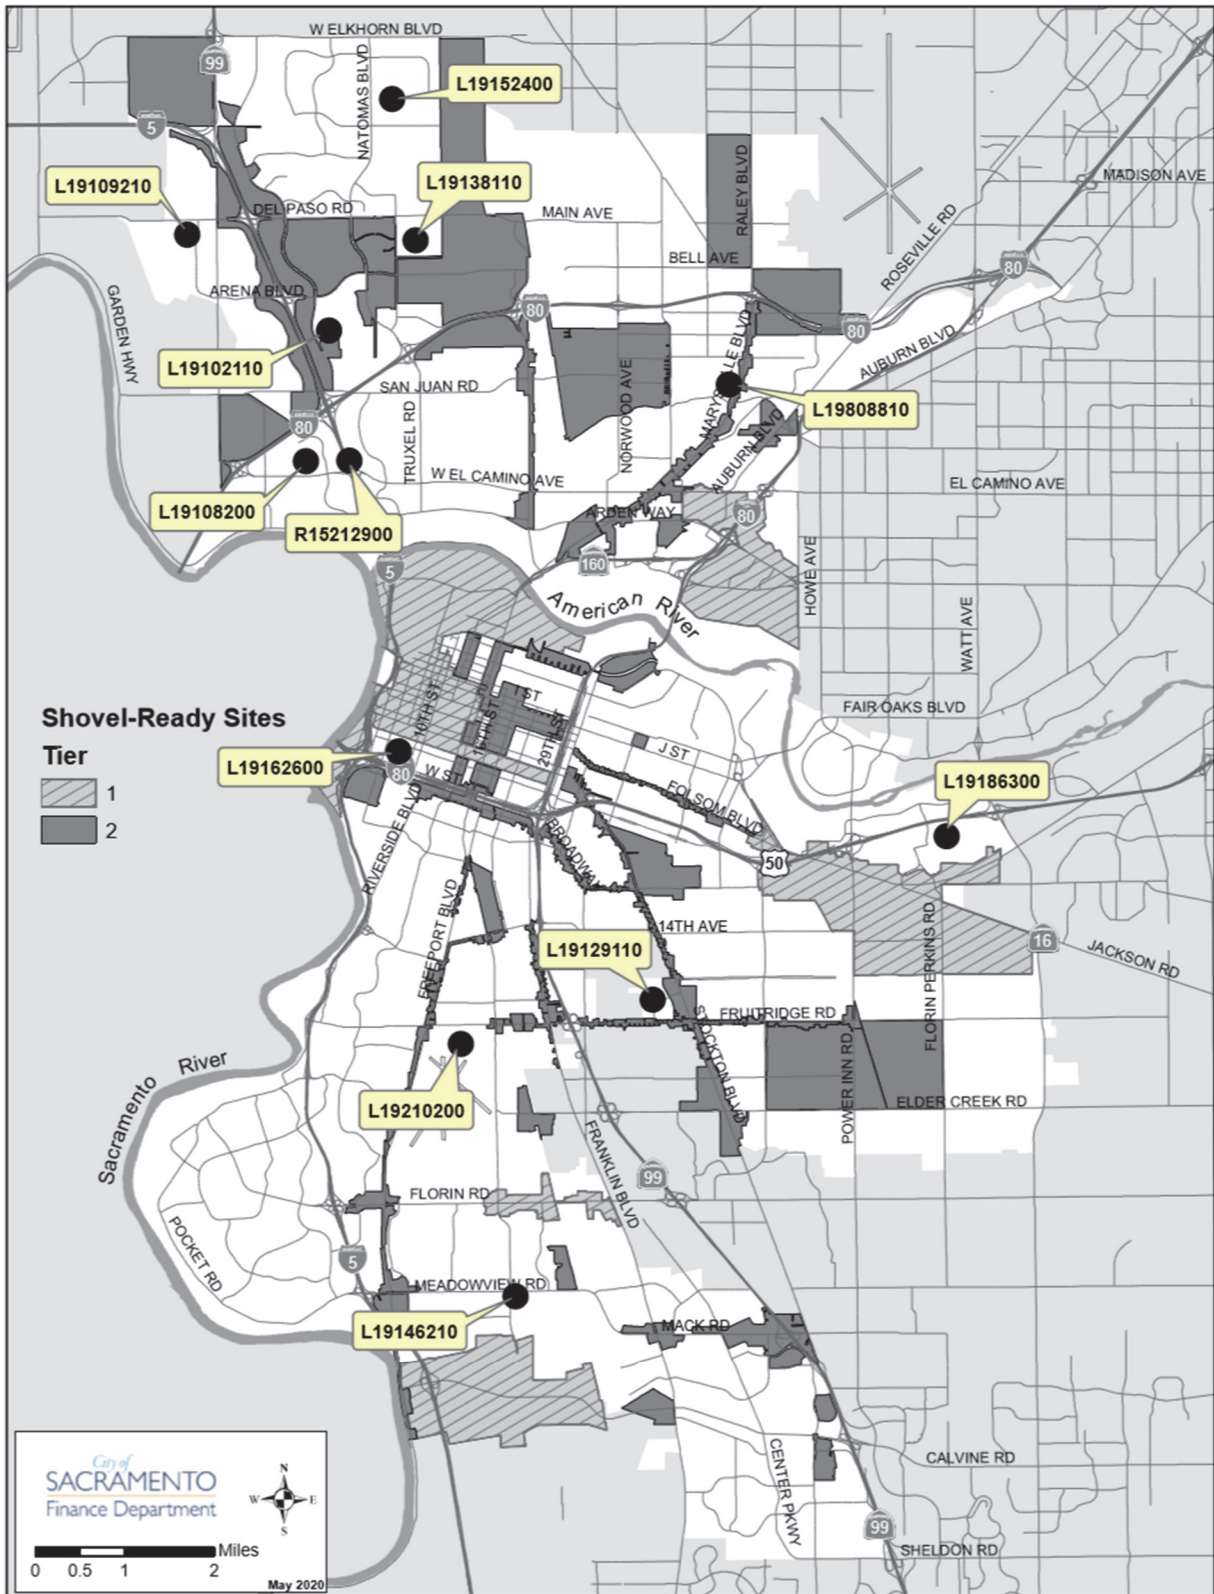 W ELKHORN BLVD
99
NATOMAS BLVD
L19152400
5
RALEY BLVD
L19109210
L19138110
MADISON AVE
DEL PASO RD
MAIN AVE
ROSEVILLE RD
BELL AVE
80
GARDEN HWY
ARENA BLVD
80
80
AUBURN BLVD
L19102110
MARYSVILLE BLVD
SAN JUAN RD
NORWOOD AVE
L19808810
80
TRUXEL RD
AUBURN BLVD
W EL CAMINO AVE
EL CAMINO AVE
L19108200
R15212900
ARDEN WAY
80
5
160
HOWE AVE
American River
WATT AVE
FAIR OAKS BLVD
Shovel-Ready Sites
Tier
1
2
10TH ST
I ST
16TH ST
29TH ST
J ST
L19162600
80
W ST
FOLSOM BLVD
L19186300
RIVERSIDE BLVD
BROADWAY
50
FREEPORT BLVD
14TH AVE
FLORIN PERKINS RD
16
JACKSON RD
L19129110
FRUITRIDGE RD
STOCKTON BLVD
POWER INN RD
Sacramento River
L19210200
ELDER CREEK RD
FRANKLIN BLVD
99
FLORIN RD
POCKET RD
5
MEADOWVIEW RD
L19146210
MACK RD
CENTER PKWY
CALVINE RD
99
SHELDON RD
City of
SACRAMENTO
Finance Department
N
W E
S
Miles
0 0.5 1 2
May 2020